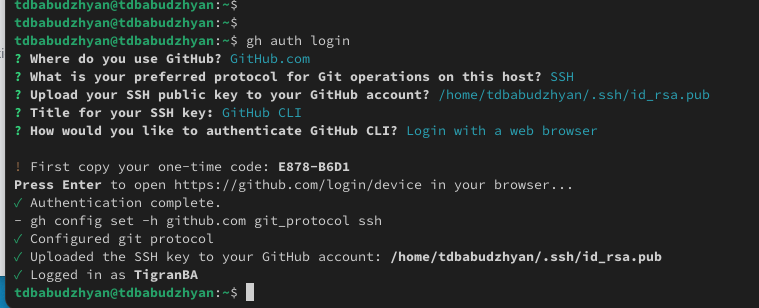 tdbabudzhyan@tdbabudzhyan:~$
tdbabudzhyan@tdbabudzhyan:~$
tdbabudzhyan@tdbabudzhyan:~$ gh auth login
? Where do you use GitHub? GitHub.com
? What is your preferred protocol for Git operations on this host? SSH
? Upload your SSH public key to your GitHub account? /home/tdbabudzhyan/.ssh/id_rsa.pub
? Title for your SSH key: GitHub CLI
? How would you like to authenticate GitHub CLI? Login with a web browser
! First copy your one-time code: E878-B6D1
Press Enter to open https://github.com/login/device in your browser...
✓ Authentication complete.
- gh config set -h github.com git_protocol ssh
✓ Configured git protocol
✓ Uploaded the SSH key to your GitHub account: /home/tdbabudzhyan/.ssh/id_rsa.pub
✓ Logged in as TigranBA
tdbabudzhyan@tdbabudzhyan:~$